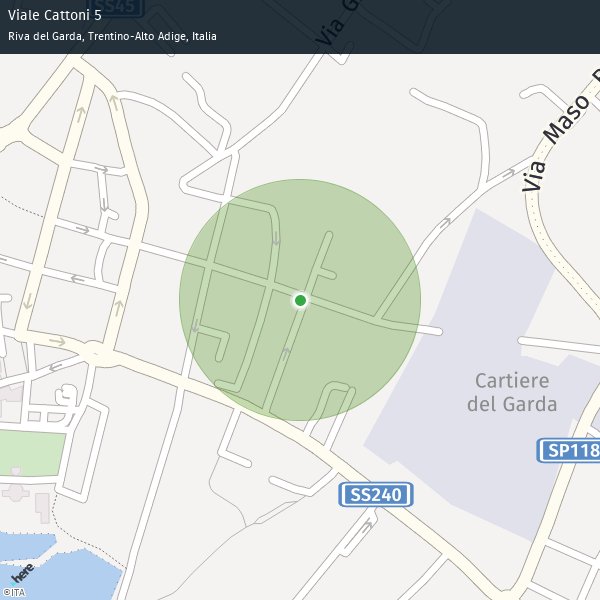 Viale Cattoni 5
Riva del Garda, Trentino-Alto Adige, Italia
SS45
Via G
Via Maso
Cartiere
del Garda
SP118
SS240
here
©ITA